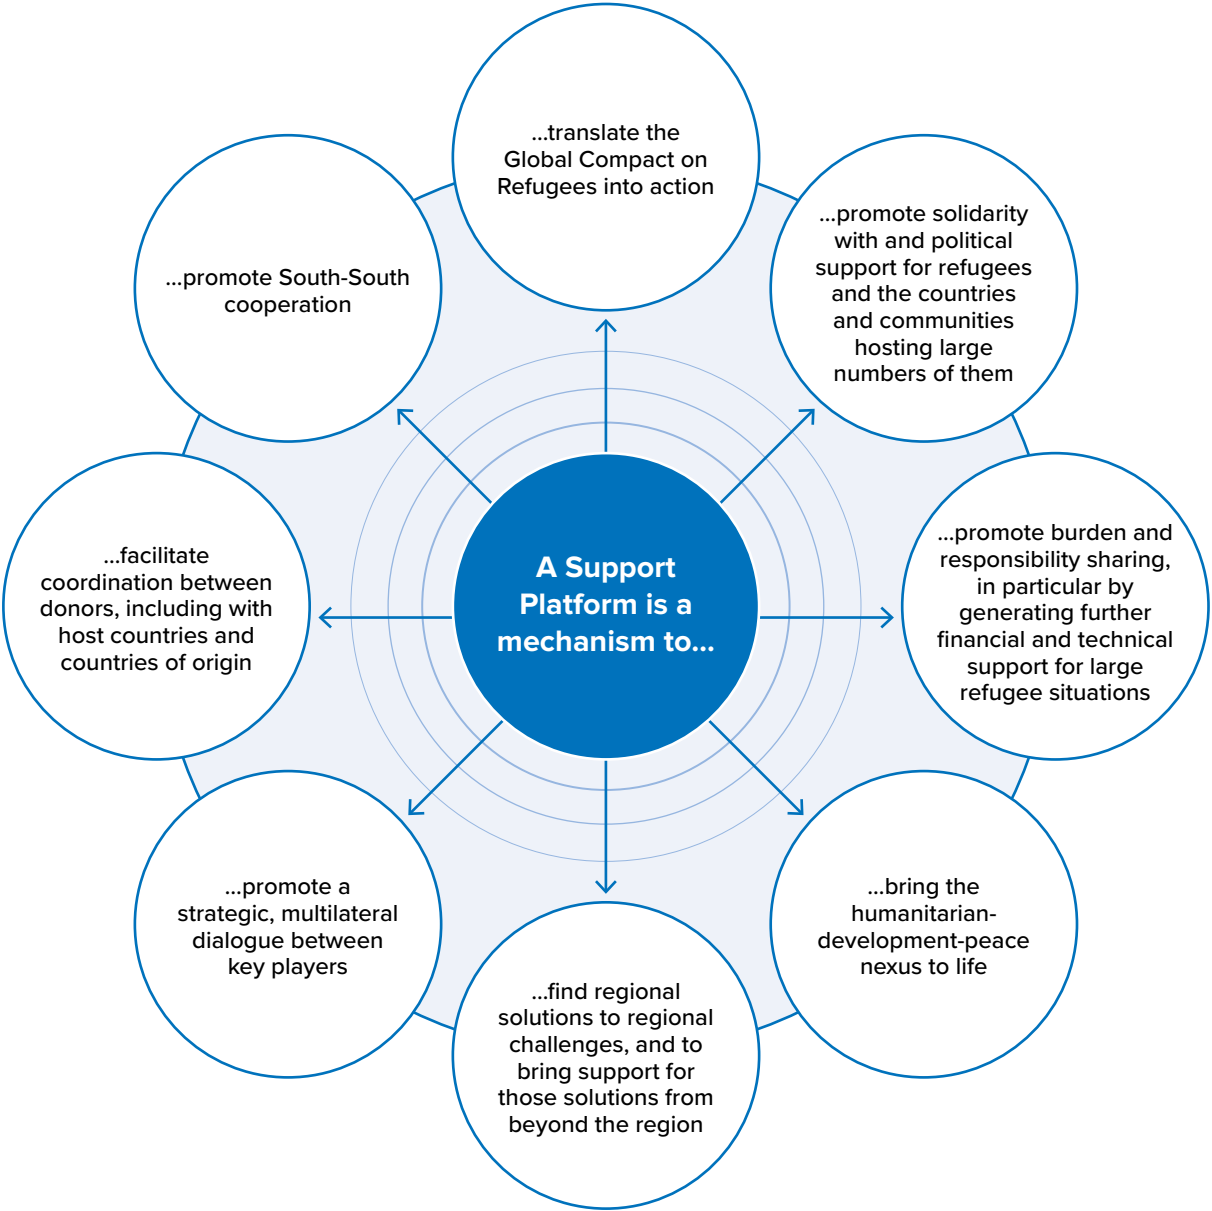 A Support
Platform is a
mechanism to...
...translate the
Global Compact on
Refugees into action
...promote solidarity
with and political
support for refugees
and the countries
and communities
hosting large
numbers of them
...promote burden and
responsibility sharing,
in particular by
generating further
financial and technical
support for large
refugee situations
...bring the
humanitarian-
development-peace
nexus to life
...find regional
solutions to regional
challenges, and to
bring support for
those solutions from
beyond the region
...promote a
strategic, multilateral
dialogue between
key players
...facilitate
coordination between
donors, including with
host countries and
countries of origin
...promote South-South
cooperation